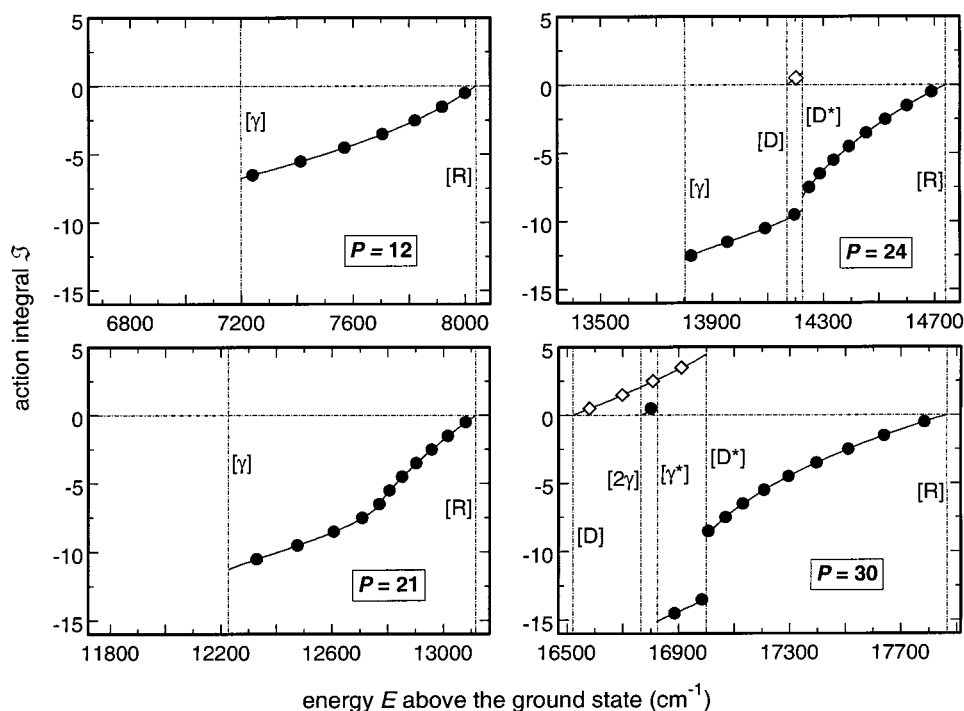 5
0
-5
-10
-15
[γ]
[R]
P = 12
6800 7200 7600 8000
5
0
-5
-10
-15
[γ]
[D]
[D*]
[R]
P = 24
13500 13900 14300 14700
5
0
-5
-10
-15
[γ]
[R]
P = 21
11800 12200 12600 13000
5
0
-5
-10
-15
[D]
[2γ]
[γ*]
[D*]
[R]
P = 30
16500 16900 17300 17700
action integral ℑ
energy E above the ground state (cm⁻¹)